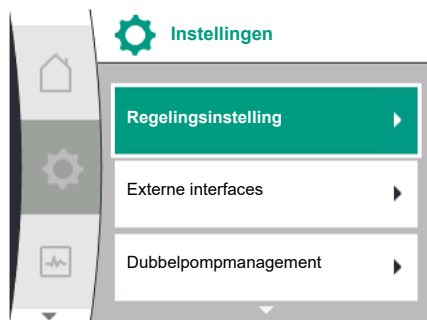 Instellingen
Regelingsinstelling
Externe interfaces
Dubbelpompmanagement